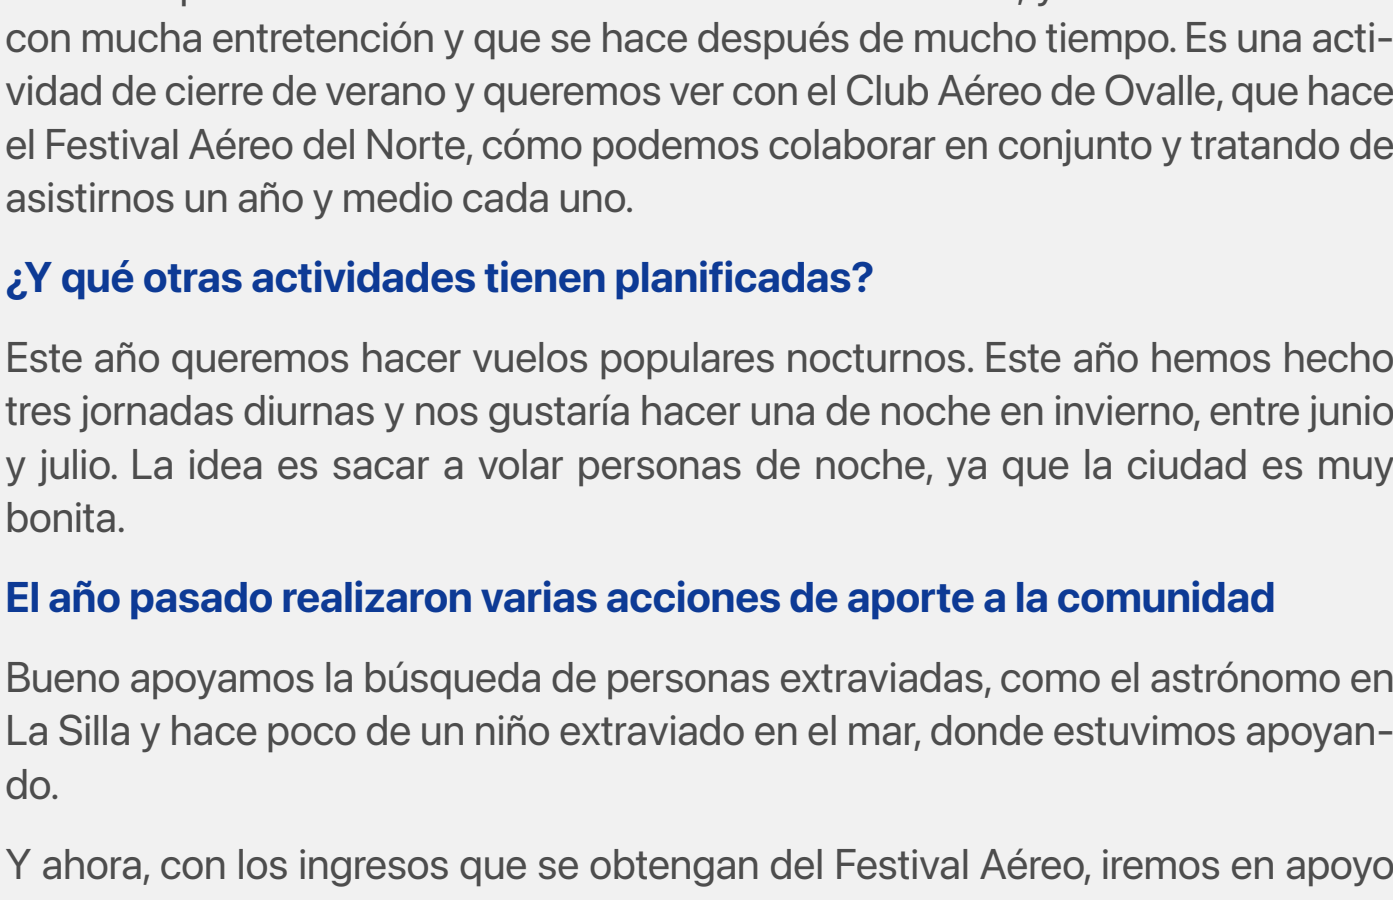 con mucha entretención y que se hace después de mucho tiempo. Es una acti-
vidad de cierre de verano y queremos ver con el Club Aéreo de Ovalle, que hace
el Festival Aéreo del Norte, cómo podemos colaborar en conjunto y tratando de
asistirnos un año y medio cada uno.
¿Y qué otras actividades tienen planificadas?
Este año queremos hacer vuelos populares nocturnos. Este año hemos hecho
tres jornadas diurnas y nos gustaría hacer una de noche en invierno, entre junio
y julio. La idea es sacar a volar personas de noche, ya que la ciudad es muy
bonita.
El año pasado realizaron varias acciones de aporte a la comunidad
Bueno apoyamos la búsqueda de personas extraviadas, como el astrónomo en
La Silla y hace poco de un niño extraviado en el mar, donde estuvimos apoyan-
do.
Y ahora, con los ingresos que se obtengan del Festival Aéreo, iremos en apoyo